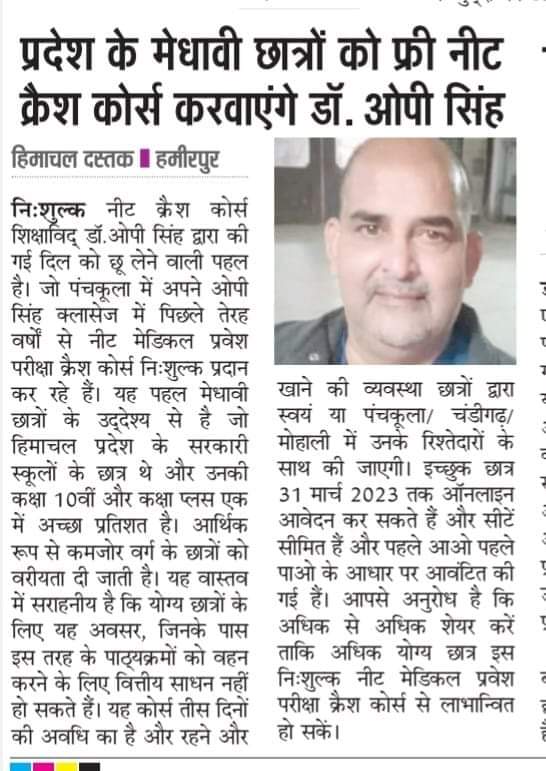 प्रदेश के मेधावी छात्रों को फ्री नीट
क्रैश कोर्स करवाएंगे डॉ. ओपी सिंह
हिमाचल दस्तक ▮ हमीरपुर
निःशुल्क नीट क्रैश कोर्स
शिक्षाविद् डॉ.ओपी सिंह द्वारा की
गई दिल को छू लेने वाली पहल
है। जो पंचकूला में अपने ओपी
सिंह क्लासेज में पिछले तेरह
वर्षों से नीट मेडिकल प्रवेश
परीक्षा क्रैश कोर्स निःशुल्क प्रदान
कर रहे हैं। यह पहल मेधावी
छात्रों के उद्देश्य से है जो
हिमाचल प्रदेश के सरकारी
स्कूलों के छात्र थे और उनकी
कक्षा 10वीं और कक्षा प्लस एक
में अच्छा प्रतिशत है। आर्थिक
रूप से कमजोर वर्ग के छात्रों को
वरीयता दी जाती है। यह वास्तव
में सराहनीय है कि योग्य छात्रों के
लिए यह अवसर, जिनके पास
इस तरह के पाठ्यक्रमों को वहन
करने के लिए वित्तीय साधन नहीं
हो सकते हैं। यह कोर्स तीस दिनों
की अवधि का है और रहने और
खाने की व्यवस्था छात्रों द्वारा
स्वयं या पंचकूला/ चंडीगढ़/
मोहाली में उनके रिश्तेदारों के
साथ की जाएगी। इच्छुक छात्र
31 मार्च 2023 तक ऑनलाइन
आवेदन कर सकते हैं और सीटें
सीमित हैं और पहले आओ पहले
पाओ के आधार पर आवंटित की
गई हैं। आपसे अनुरोध है कि
अधिक से अधिक शेयर करें
ताकि अधिक योग्य छात्र इस
निःशुल्क नीट मेडिकल प्रवेश
परीक्षा क्रैश कोर्स से लाभान्वित
हो सकें।